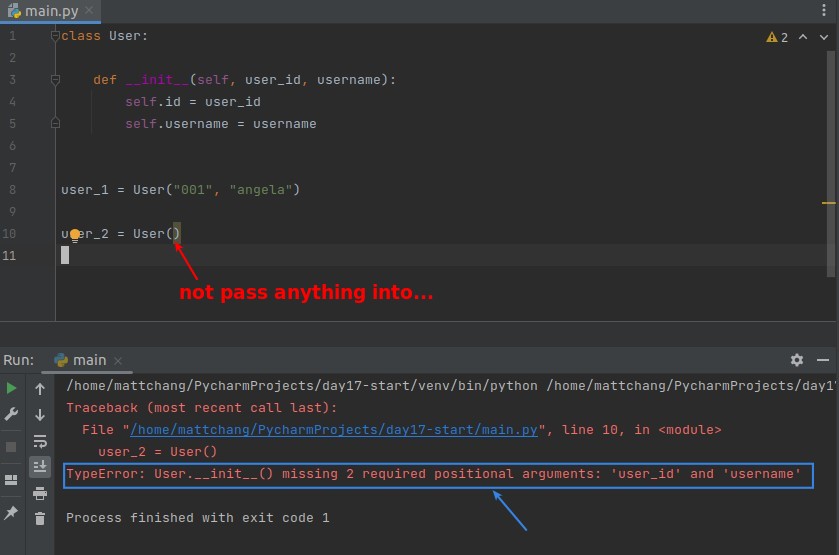 main.py
1 class User:
2
3 def __init__(self, user_id, username):
4 self.id = user_id
5 self.username = username
6
7
8 user_1 = User("001", "angela")
9
10 user_2 = User()
11
2
not pass anything into...
Run: main
/home/mattchang/PycharmProjects/day17-start/venv/bin/python /home/mattchang/PycharmProjects/day17
Traceback (most recent call last):
File "/home/mattchang/PycharmProjects/day17-start/main.py", line 10, in <module>
user_2 = User()
TypeError: User.__init__() missing 2 required positional arguments: 'user_id' and 'username'
Process finished with exit code 1